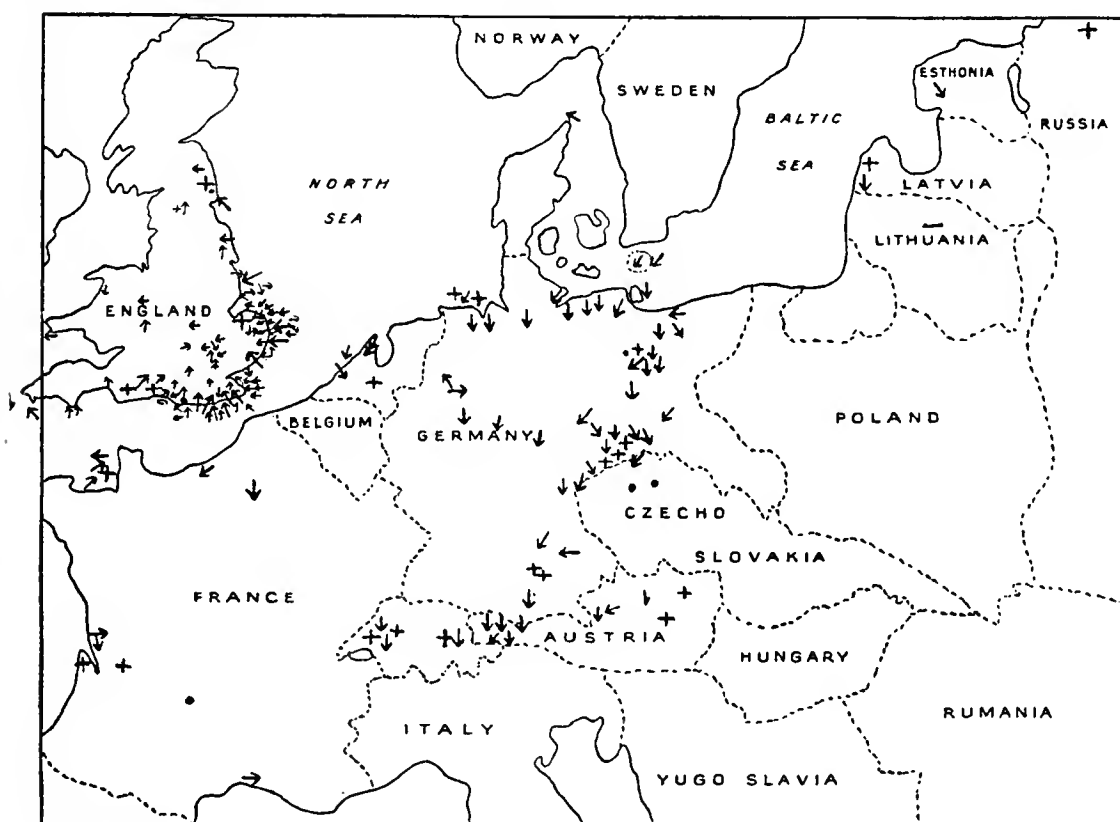 NORWAY
SWEDEN
ESTHONIA
RUSSIA
BALTIC
SEA
NORTH
SEA
LATVIA
LITHUANIA
ENGLAND
BELGIUM
GERMANY
POLAND
CZECHO
SLOVAKIA
FRANCE
AUSTRIA
HUNGARY
ITALY
RUMANIA
YUGO SLAVIA